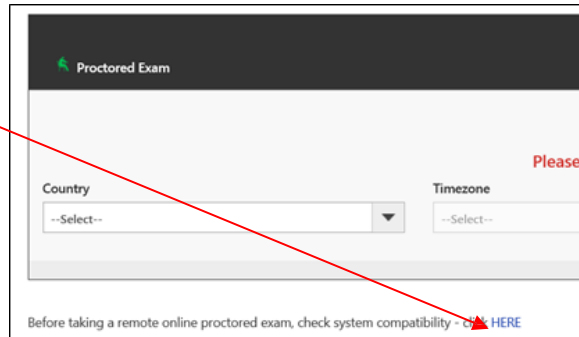 Proctored Exam
Please
Country
Timezone
--Select--
--Select--
Before taking a remote online proctored exam, check system compatibility - click HERE